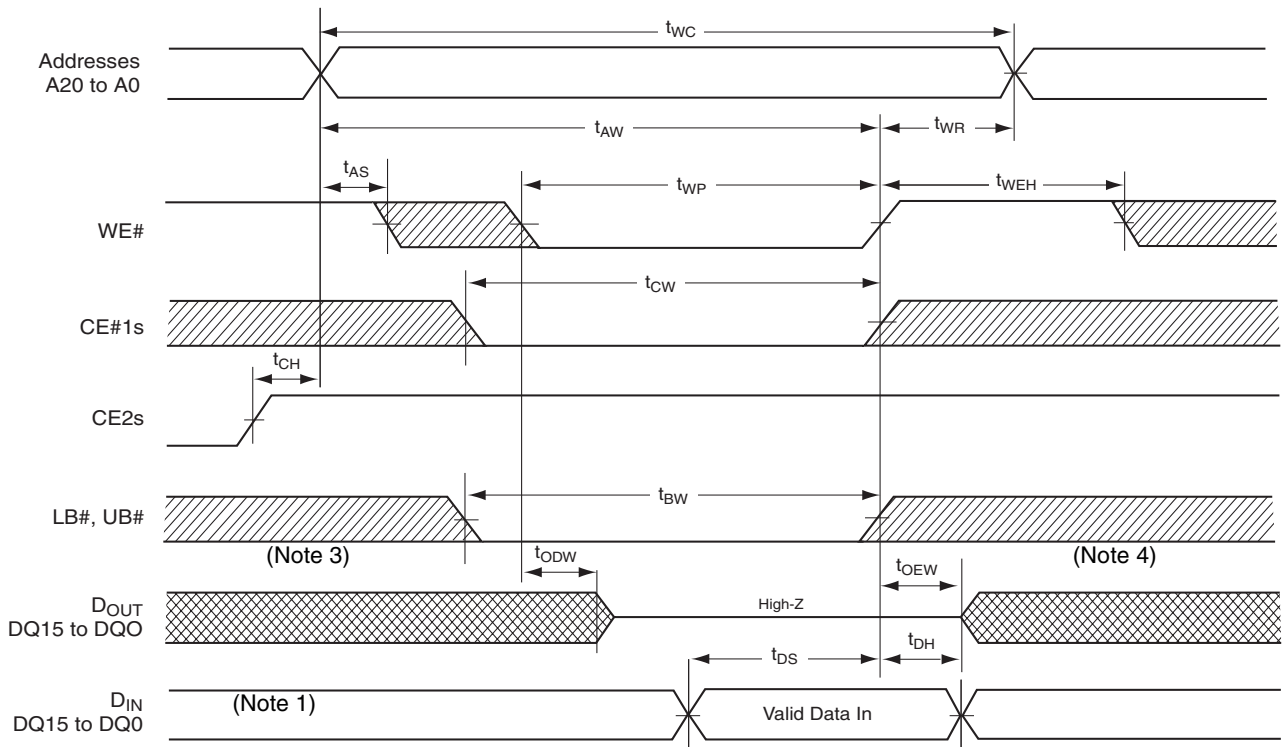 tWC
Addresses
A20 to A0
tAW
tWR
tAS
tWP
tWEH
WE#
tCW
CE#1s
tCH
CE2s
tBW
LB#, UB#
(Note 3)
(Note 4)
tODW
tOEW
DOUT
High-Z
DQ15 to DQO
tDS
tDH
DIN
(Note 1)
Valid Data In
DQ15 to DQ0